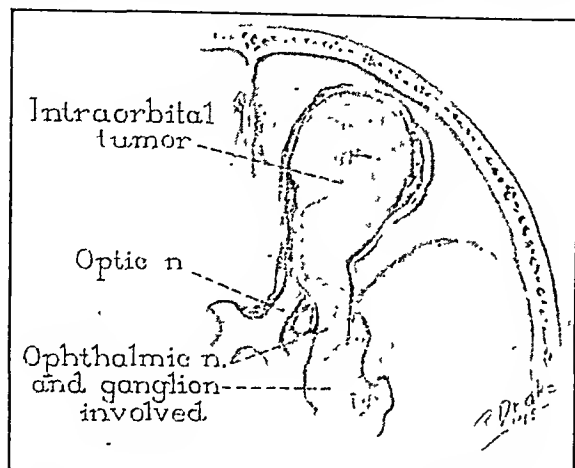 Intraorbital
tumor
Optic n
Ophthalmic n.
and ganglion
involved